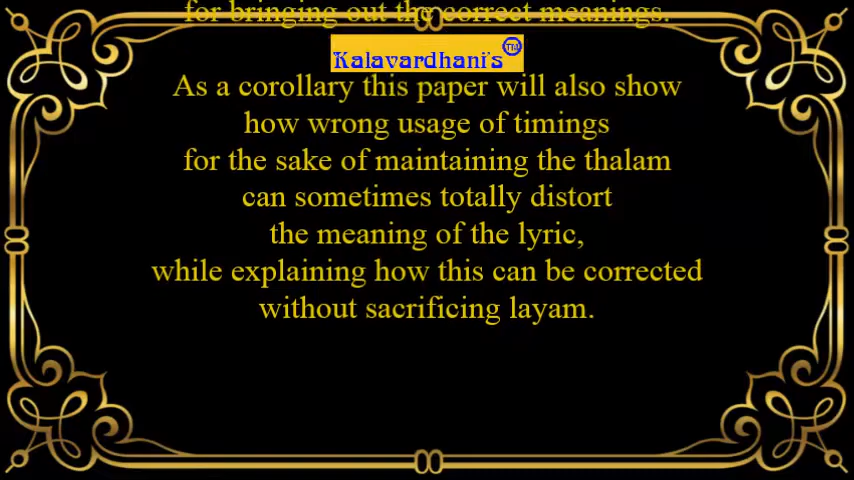 for bringing out the correct meanings.
Kalavardhani's TM
As a corollary this paper will also show
how wrong usage of timings
for the sake of maintaining the thalam
can sometimes totally distort
the meaning of the lyric,
while explaining how this can be corrected
without sacrificing layam.